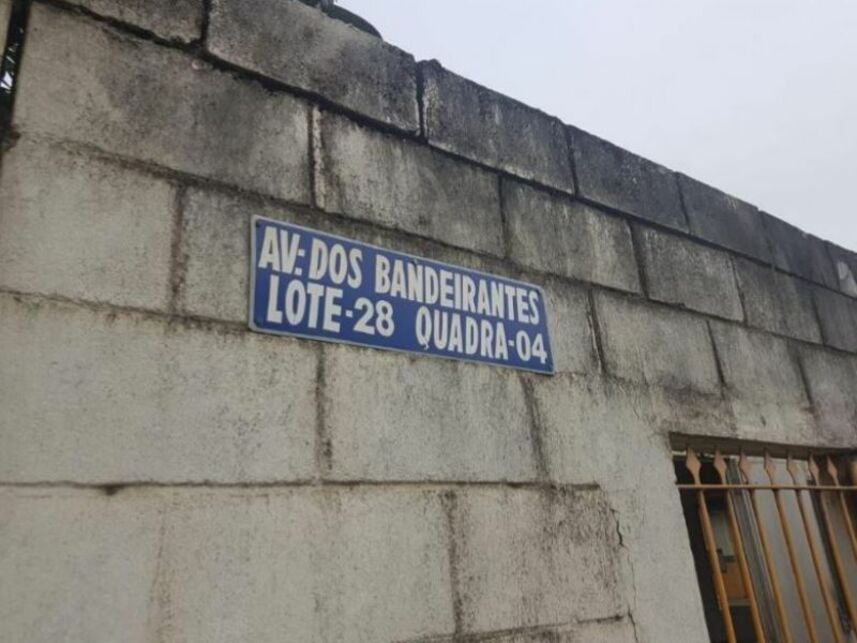 AV: DOS BANDEIRANTES
LOTE-28 QUADRA-04